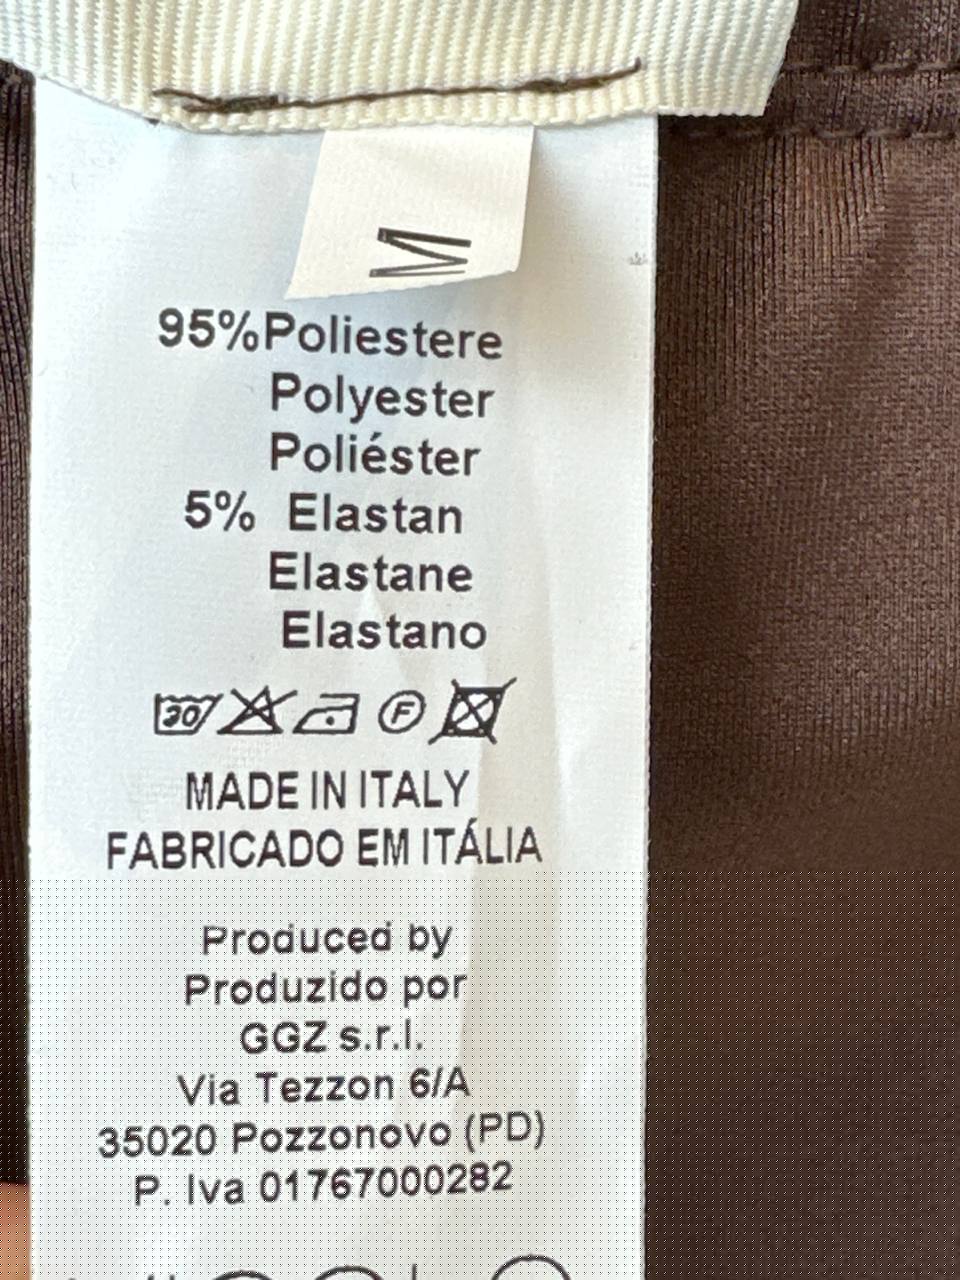 M
95%Poliestere
Polyester
Poliéster
5% Elastan
Elastane
Elastano
30 F
MADE IN ITALY
FABRICADO EM ITÁLIA
Produced by
Produzido por
GGZ s.r.l.
Via Tezzon 6/A
35020 Pozzonovo (PD)
P. Iva 01767000282